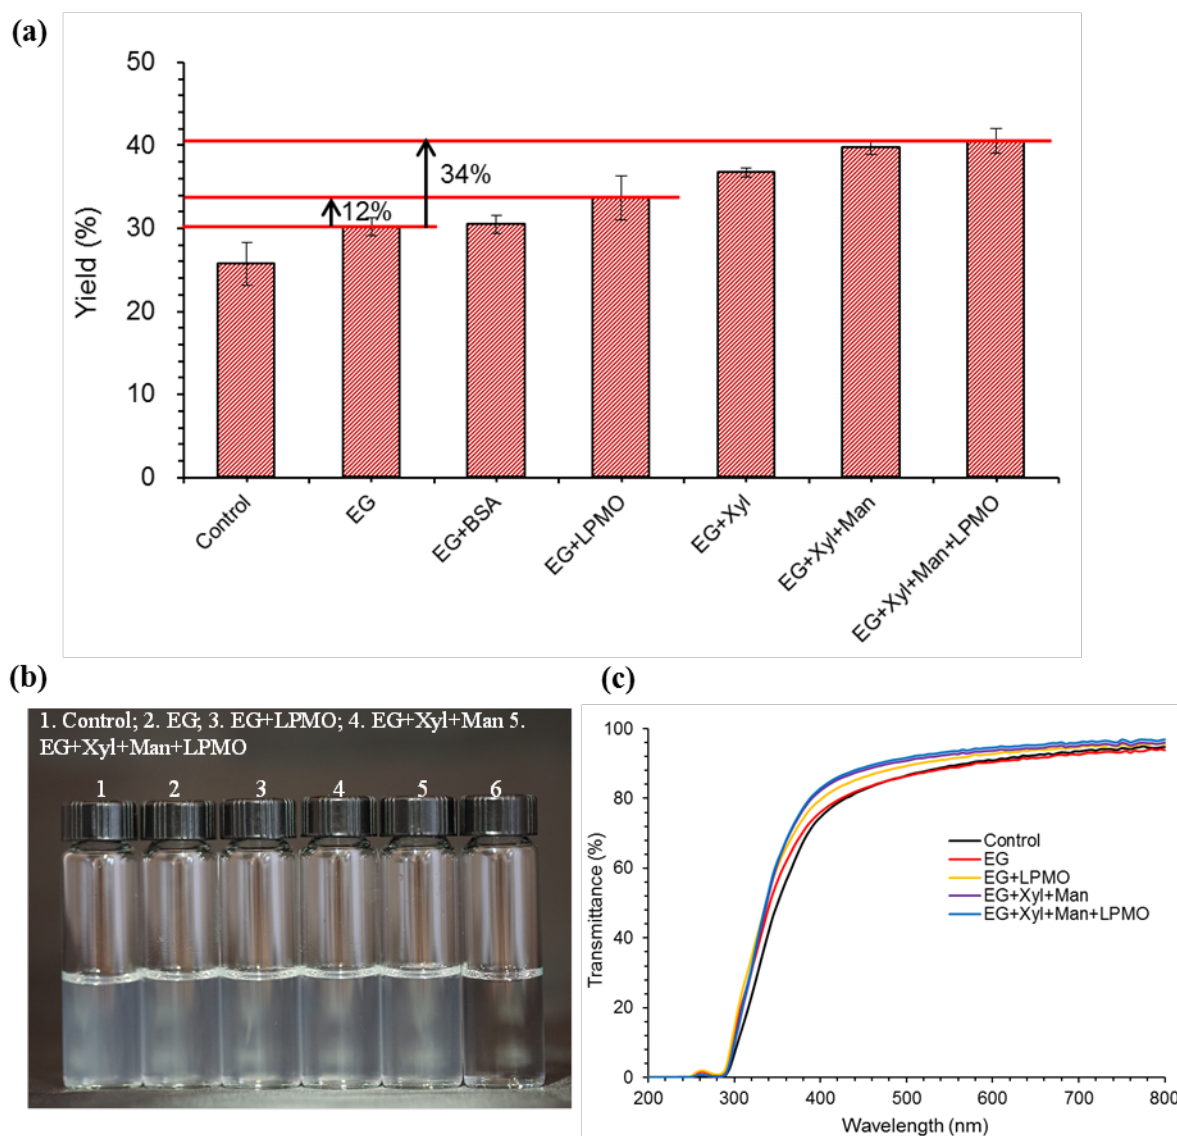 (a)
50
40
30
20
10
0
Yield (%)
34%
12%
Control
EG
EG+BSA
EG+LPMO
EG+Xyl
EG+Xyl+Man
EG+Xyl+Man+LPMO
(b)
1. Control; 2. EG; 3. EG+LPMO; 4. EG+Xyl+Man 5.
EG+Xyl+Man+LPMO
1 2 3 4 5 6
(c)
100
80
60
40
20
0
Transmittance (%)
Control
EG
EG+LPMO
EG+Xyl+Man
EG+Xyl+Man+LPMO
200 300 400 500 600 700 800
Wavelength (nm)